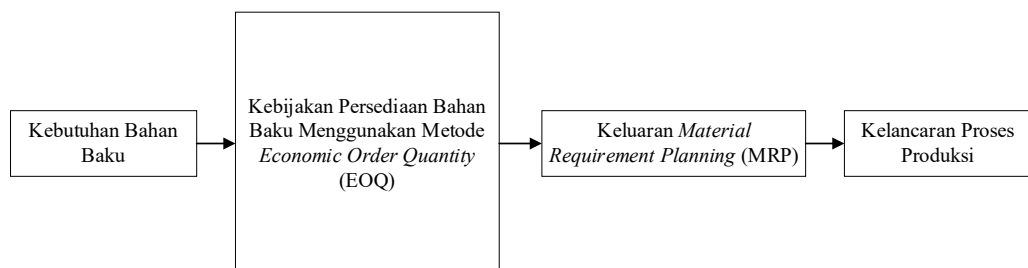 Kebutuhan Bahan
Baku
Kebijakan Persediaan Bahan
Baku Menggunakan Metode
Economic Order Quantity
(EOQ)
Keluaran Material
Requirement Planning (MRP)
Kelancaran Proses
Produksi